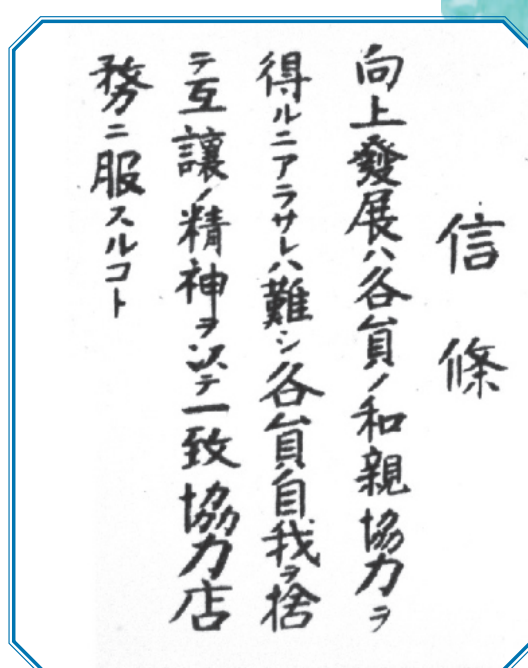 信條
向上發展ハ各員ノ和親協力ヲ
得ルニアラサレハ難シ各員自我ヲ捨
テ互讓ノ精神ヲ以テ一致協力店
務ニ服スルコト